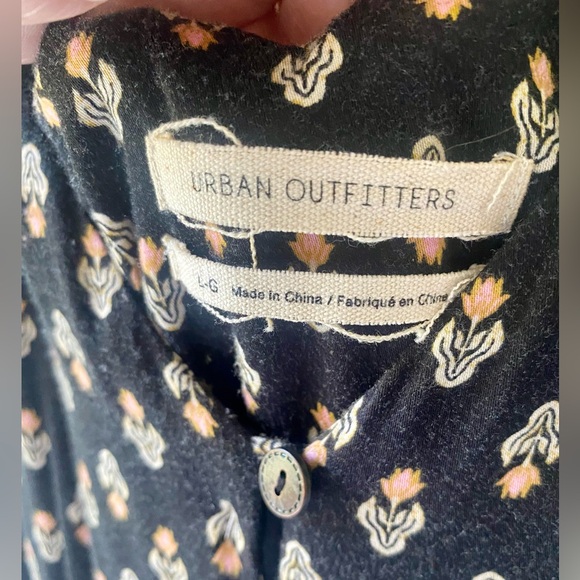 URBAN OUTFITTERS
L-G Made in China / Fabriqué en Chine